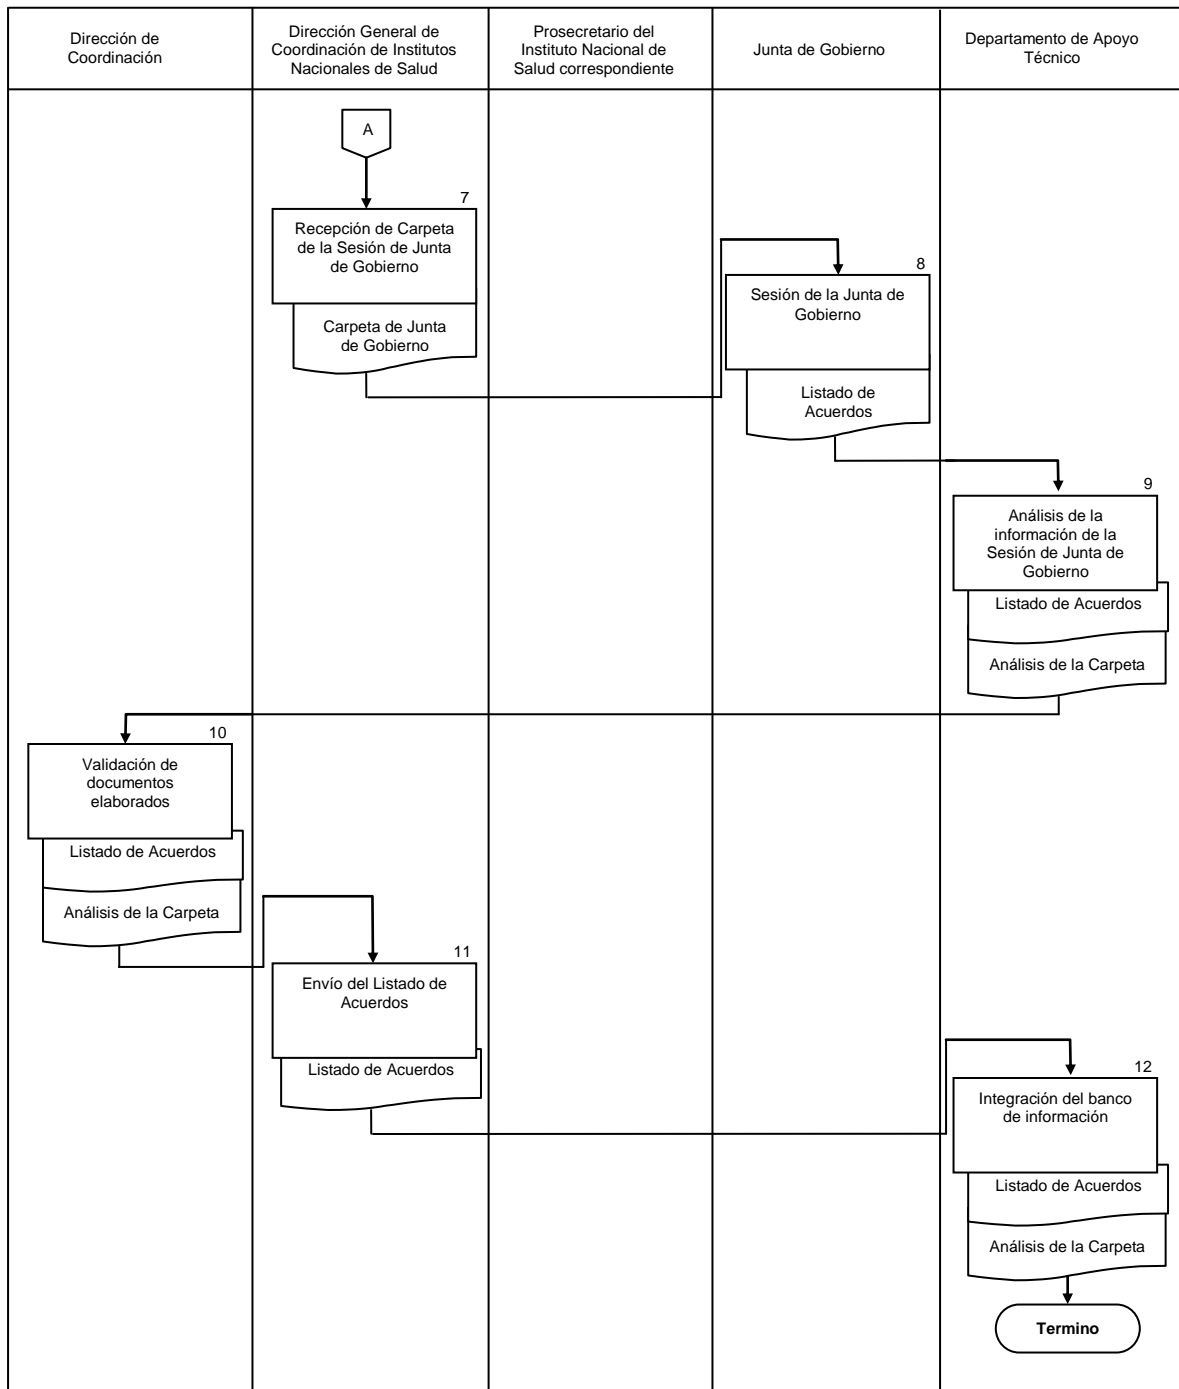 Dirección de
Coordinación
Dirección General de
Coordinación de Institutos
Nacionales de Salud
Prosecretario del
Instituto Nacional de
Salud correspondiente
Junta de Gobierno
Departamento de Apoyo
Técnico
A
7
Recepción de Carpeta
de la Sesión de Junta
de Gobierno
Carpeta de Junta
de Gobierno
8
Sesión de la Junta de
Gobierno
Listado de
Acuerdos
9
Análisis de la
información de la
Sesión de Junta de
Gobierno
Listado de Acuerdos
Análisis de la Carpeta
10
Validación de
documentos
elaborados
Listado de Acuerdos
Análisis de la Carpeta
11
Envío del Listado de
Acuerdos
Listado de Acuerdos
12
Integración del banco
de información
Listado de Acuerdos
Análisis de la Carpeta
Termino